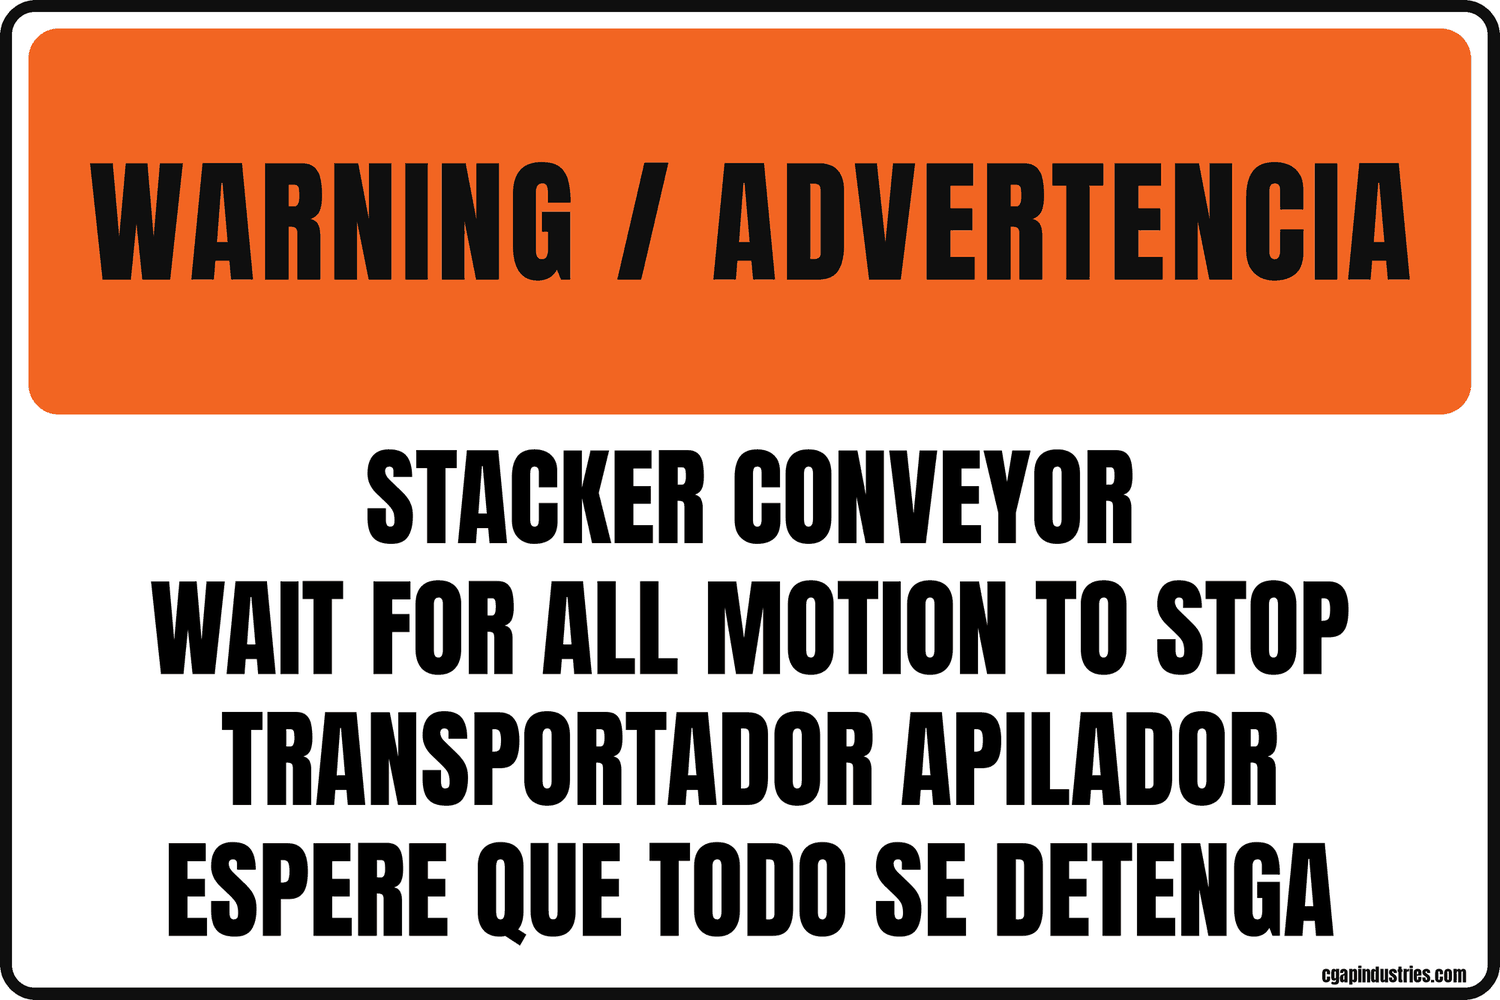 WARNING / ADVERTENCIA
STACKER CONVEYOR
WAIT FOR ALL MOTION TO STOP
TRANSPORTADOR APILADOR
ESPERE QUE TODO SE DETENGA
cgapindustries.com